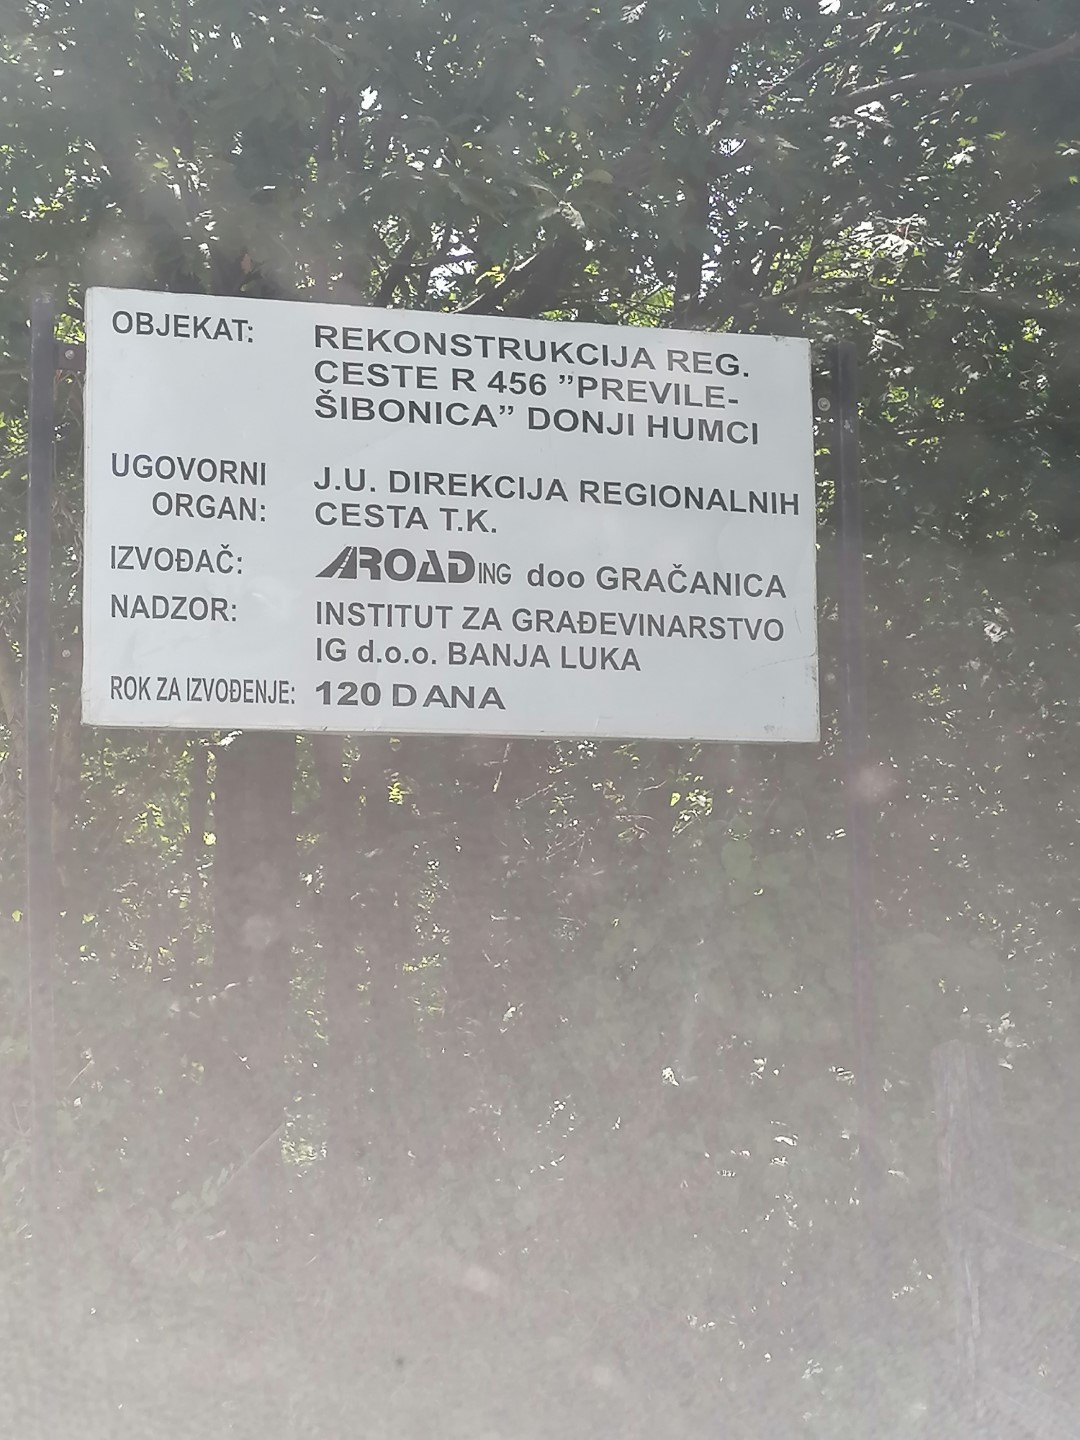 OBJEKAT: REKONSTRUKCIJA REG.
CESTE R 456 ”PREVILE-
ŠIBONICA” DONJI HUMCI
UGOVORNI J.U. DIREKCIJA REGIONALNIH
ORGAN: CESTA T.K.
IZVOĐAČ: ROADING doo GRAČANICA
NADZOR: INSTITUT ZA GRAĐEVINARSTVO
IG d.o.o. BANJA LUKA
ROK ZA IZVOĐENJE: 120 DANA